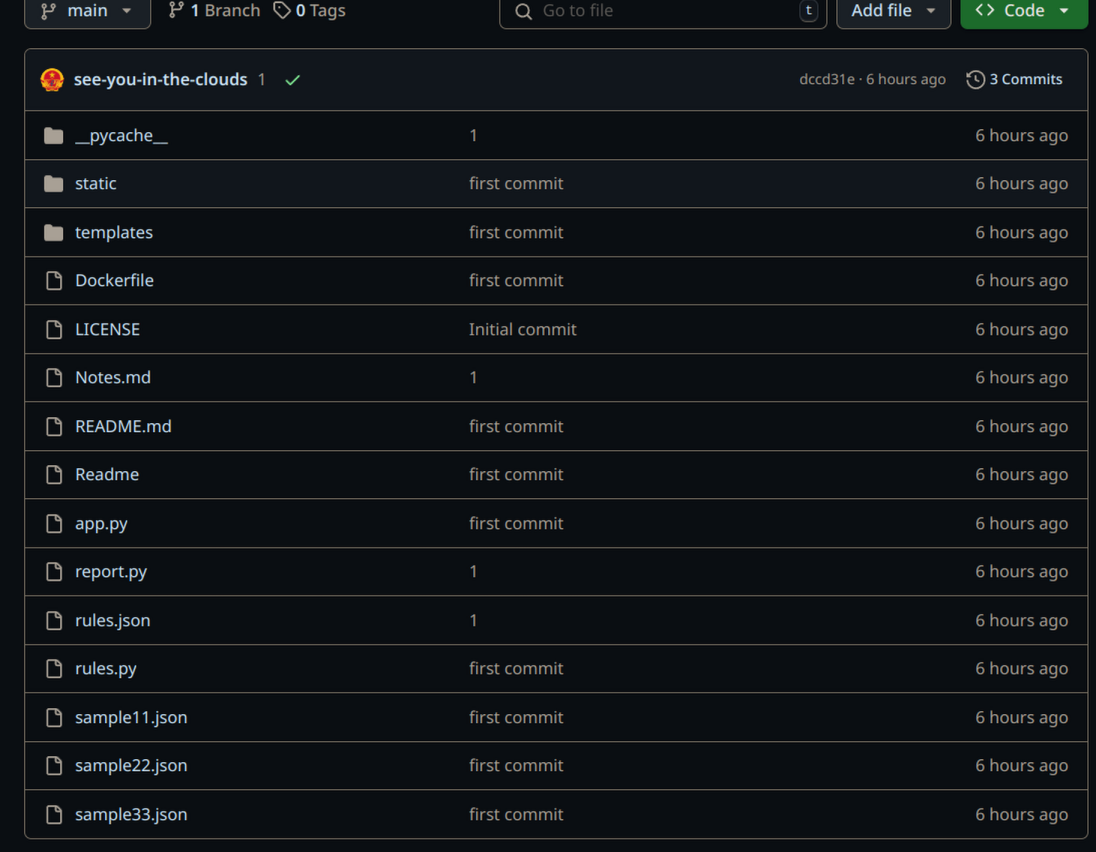 main 1 Branch 0 Tags Go to file t Add file Code
see-you-in-the-clouds 1 dccd31e · 6 hours ago 3 Commits
__pycache__ 1 6 hours ago
static first commit 6 hours ago
templates first commit 6 hours ago
Dockerfile first commit 6 hours ago
LICENSE Initial commit 6 hours ago
Notes.md 1 6 hours ago
README.md first commit 6 hours ago
Readme first commit 6 hours ago
app.py first commit 6 hours ago
report.py 1 6 hours ago
rules.json 1 6 hours ago
rules.py first commit 6 hours ago
sample11.json first commit 6 hours ago
sample22.json first commit 6 hours ago
sample33.json first commit 6 hours ago